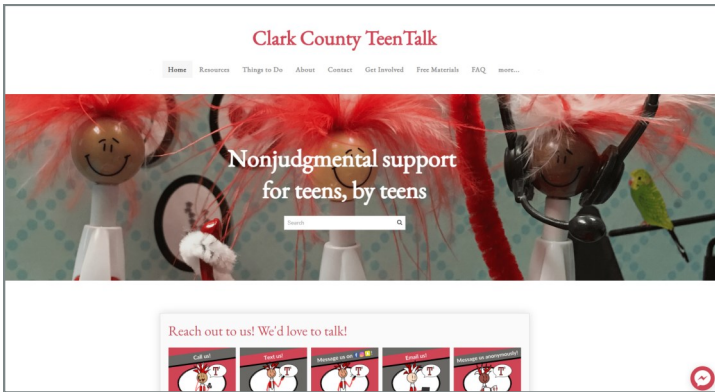 Clark County TeenTalk
Home Resources Things to Do About Contact Get Involved Free Materials FAQ more...
Nonjudgmental support
for teens, by teens
Search
Reach out to us! We'd love to talk!
Call us! Text us! Message us on Email us! Message us anonymously!
T T T T T